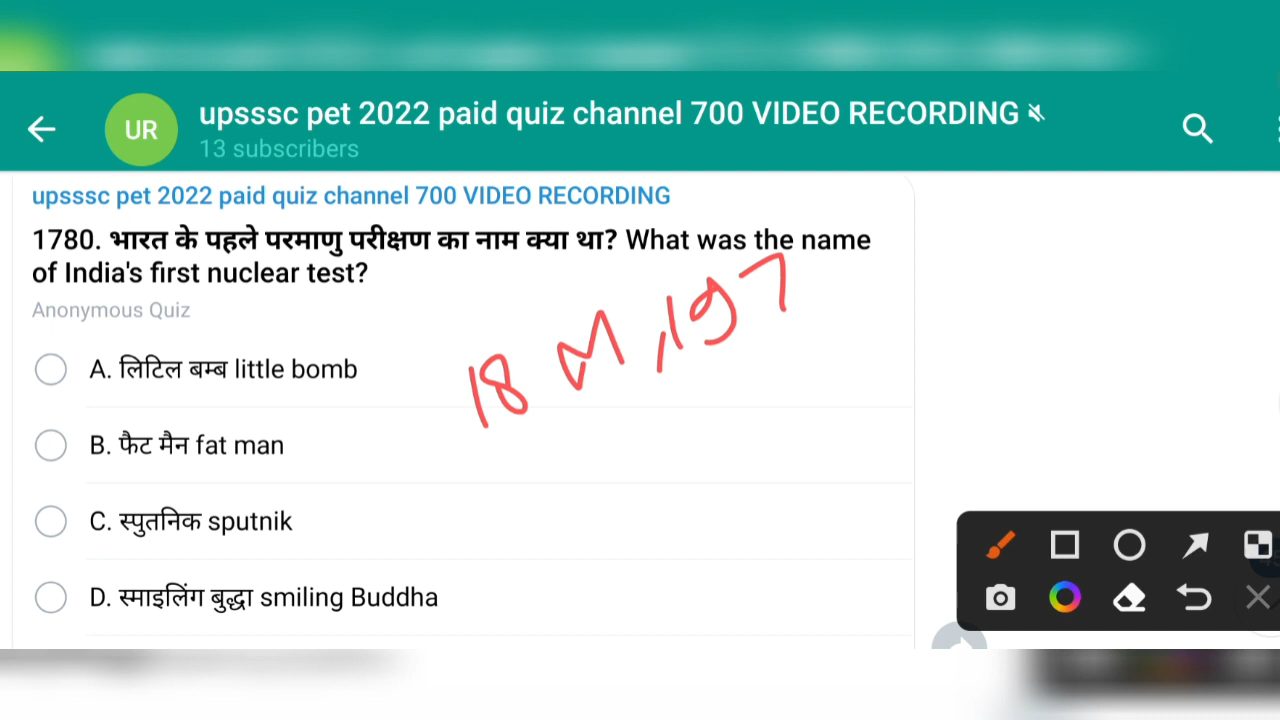 UR
upsssc pet 2022 paid quiz channel 700 VIDEO RECORDING
13 subscribers
upsssc pet 2022 paid quiz channel 700 VIDEO RECORDING
1780. भारत के पहले परमाणु परीक्षण का नाम क्या था? What was the name
of India's first nuclear test?
Anonymous Quiz
18 M, 197
A. लिटिल बम्ब little bomb
B. फैट मैन fat man
C. स्पुतनिक sputnik
D. स्माइलिंग बुद्धा smiling Buddha